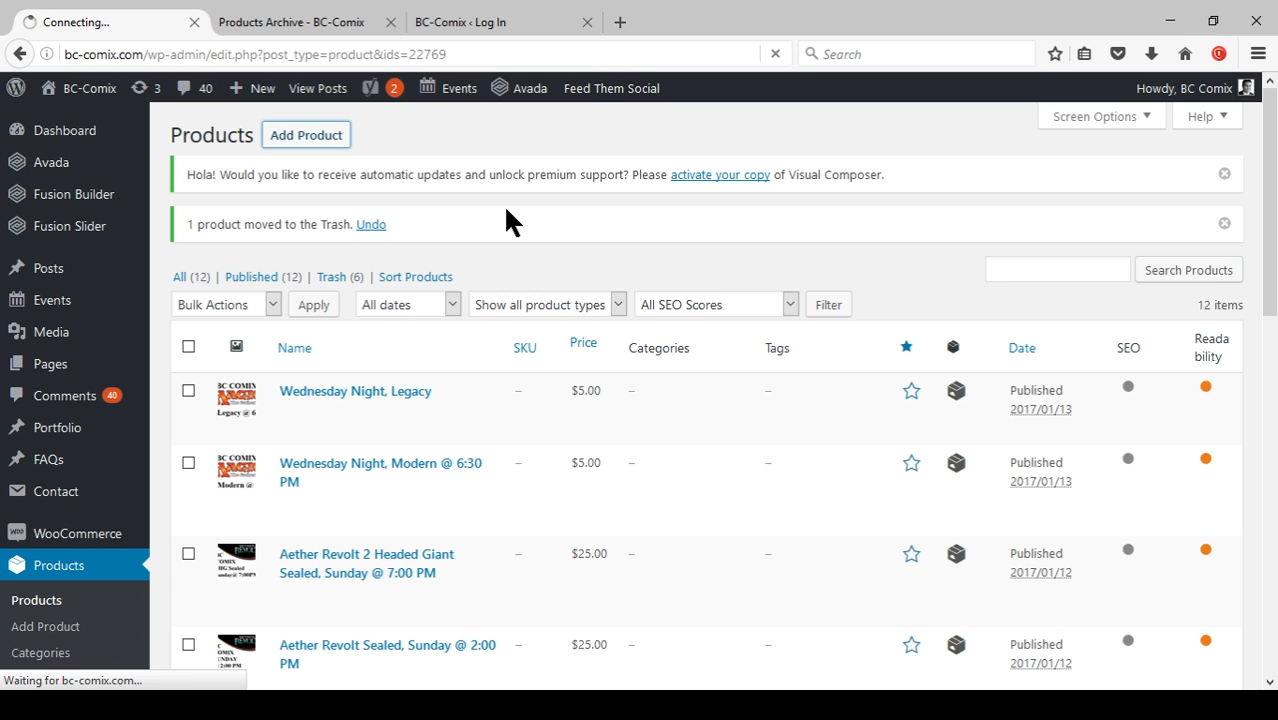 Connecting...
Products Archive - BC-Comix
BC-Comix ‹ Log In
bc-comix.com/wp-admin/edit.php?post_type=product&ids=22769
Search
BC-Comix
3
40
New
View Posts
2
Events
Avada
Feed Them Social
Howdy, BC Comix
Dashboard
Avada
Fusion Builder
Fusion Slider
Posts
Events
Media
Pages
Comments 40
Portfolio
FAQs
Contact
WooCommerce
Products
Products
Add Product
Categories
Screen Options
Help
Products
Add Product
Hola! Would you like to receive automatic updates and unlock premium support? Please activate your copy of Visual Composer.
1 product moved to the Trash. Undo
All (12) | Published (12) | Trash (6) | Sort Products
Search Products
Bulk Actions
Apply
All dates
Show all product types
All SEO Scores
Filter
12 items
Name
SKU
Price
Categories
Tags
Date
SEO
Reada
bility
BC COMIX
Legacy @ 6
Wednesday Night, Legacy
–
$5.00
–
–
Published
2017/01/13
BC COMIX
Modern @
Wednesday Night, Modern @ 6:30
PM
–
$5.00
–
–
Published
2017/01/13
Aether Revolt 2 Headed Giant
Sealed, Sunday @ 7:00 PM
–
$25.00
–
–
Published
2017/01/12
Aether Revolt Sealed, Sunday @ 2:00
PM
–
$25.00
–
–
Published
2017/01/12
Waiting for bc-comix.com...